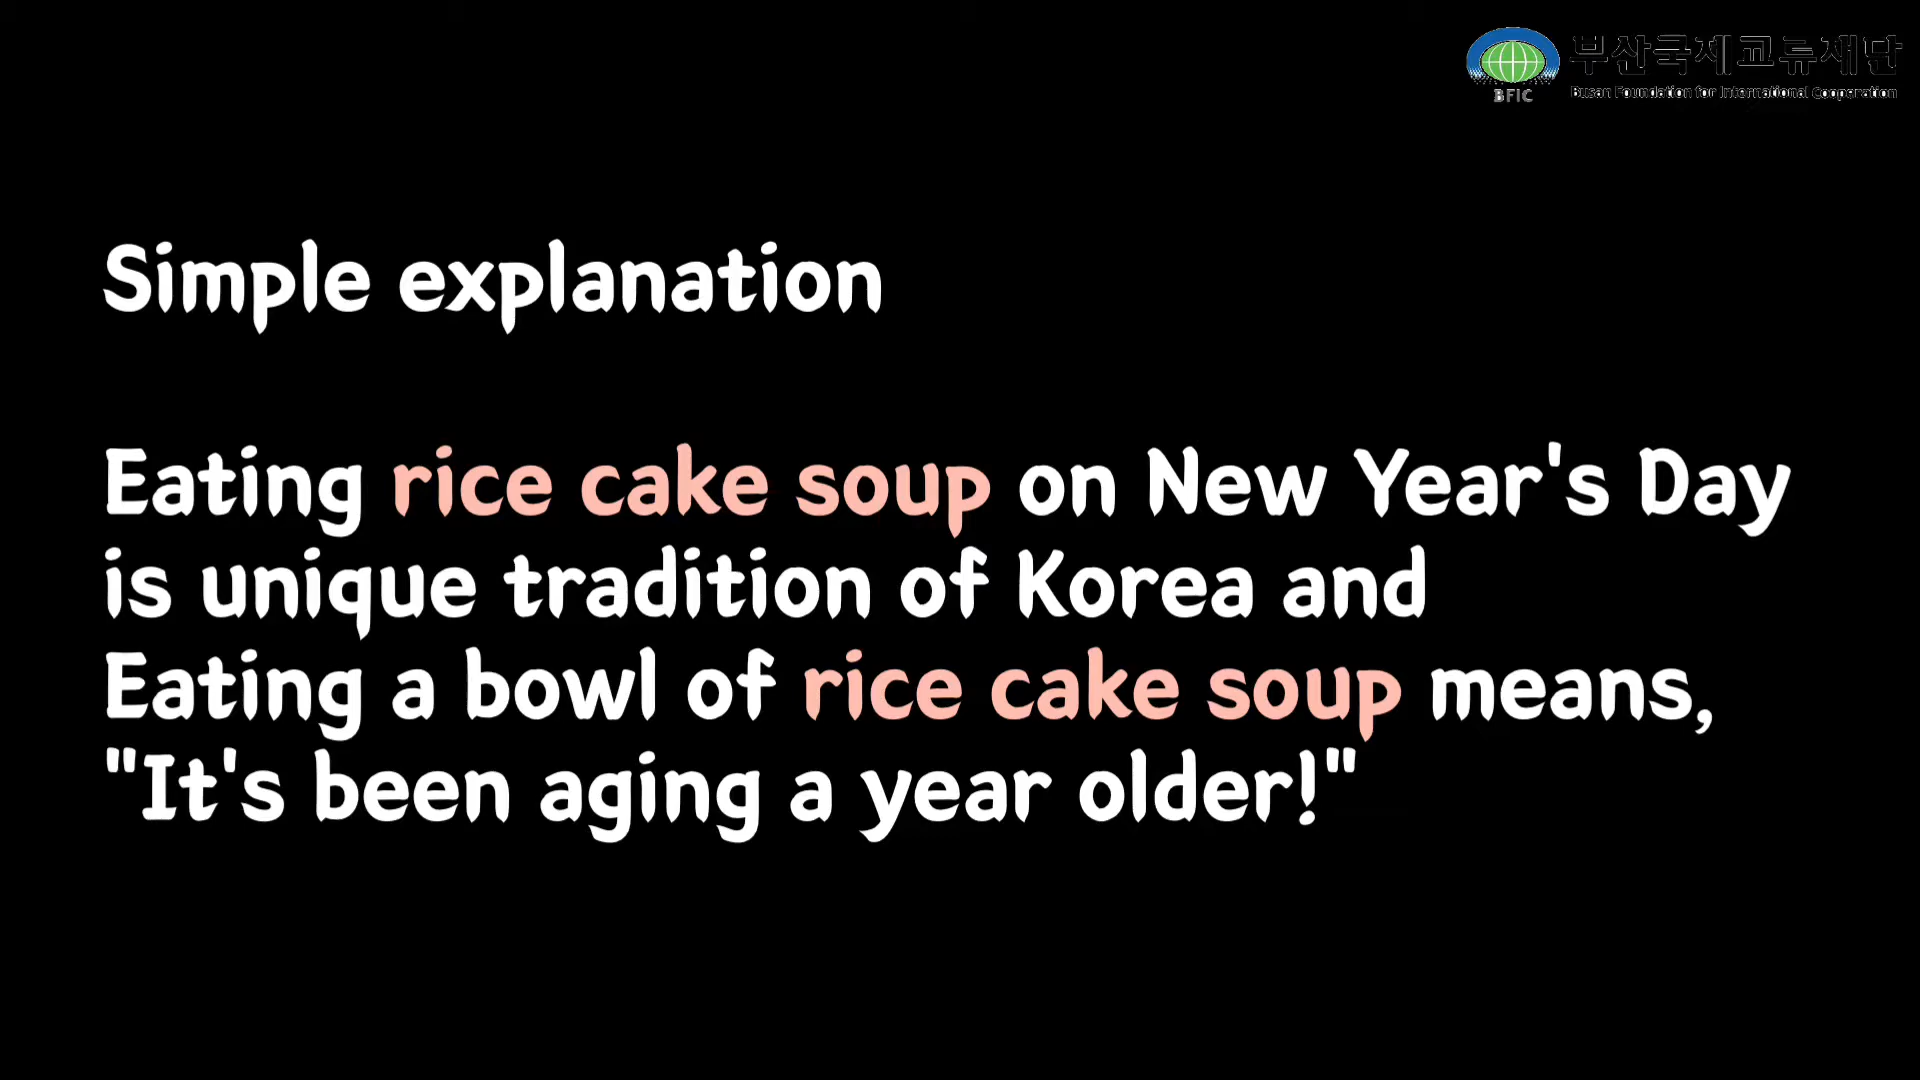 부산국제교류재단
BFIC
Busan Foundation for International Cooperation
Simple explanation
Eating rice cake soup on New Year's Day
is unique tradition of Korea and
Eating a bowl of rice cake soup means,
"It's been aging a year older!"